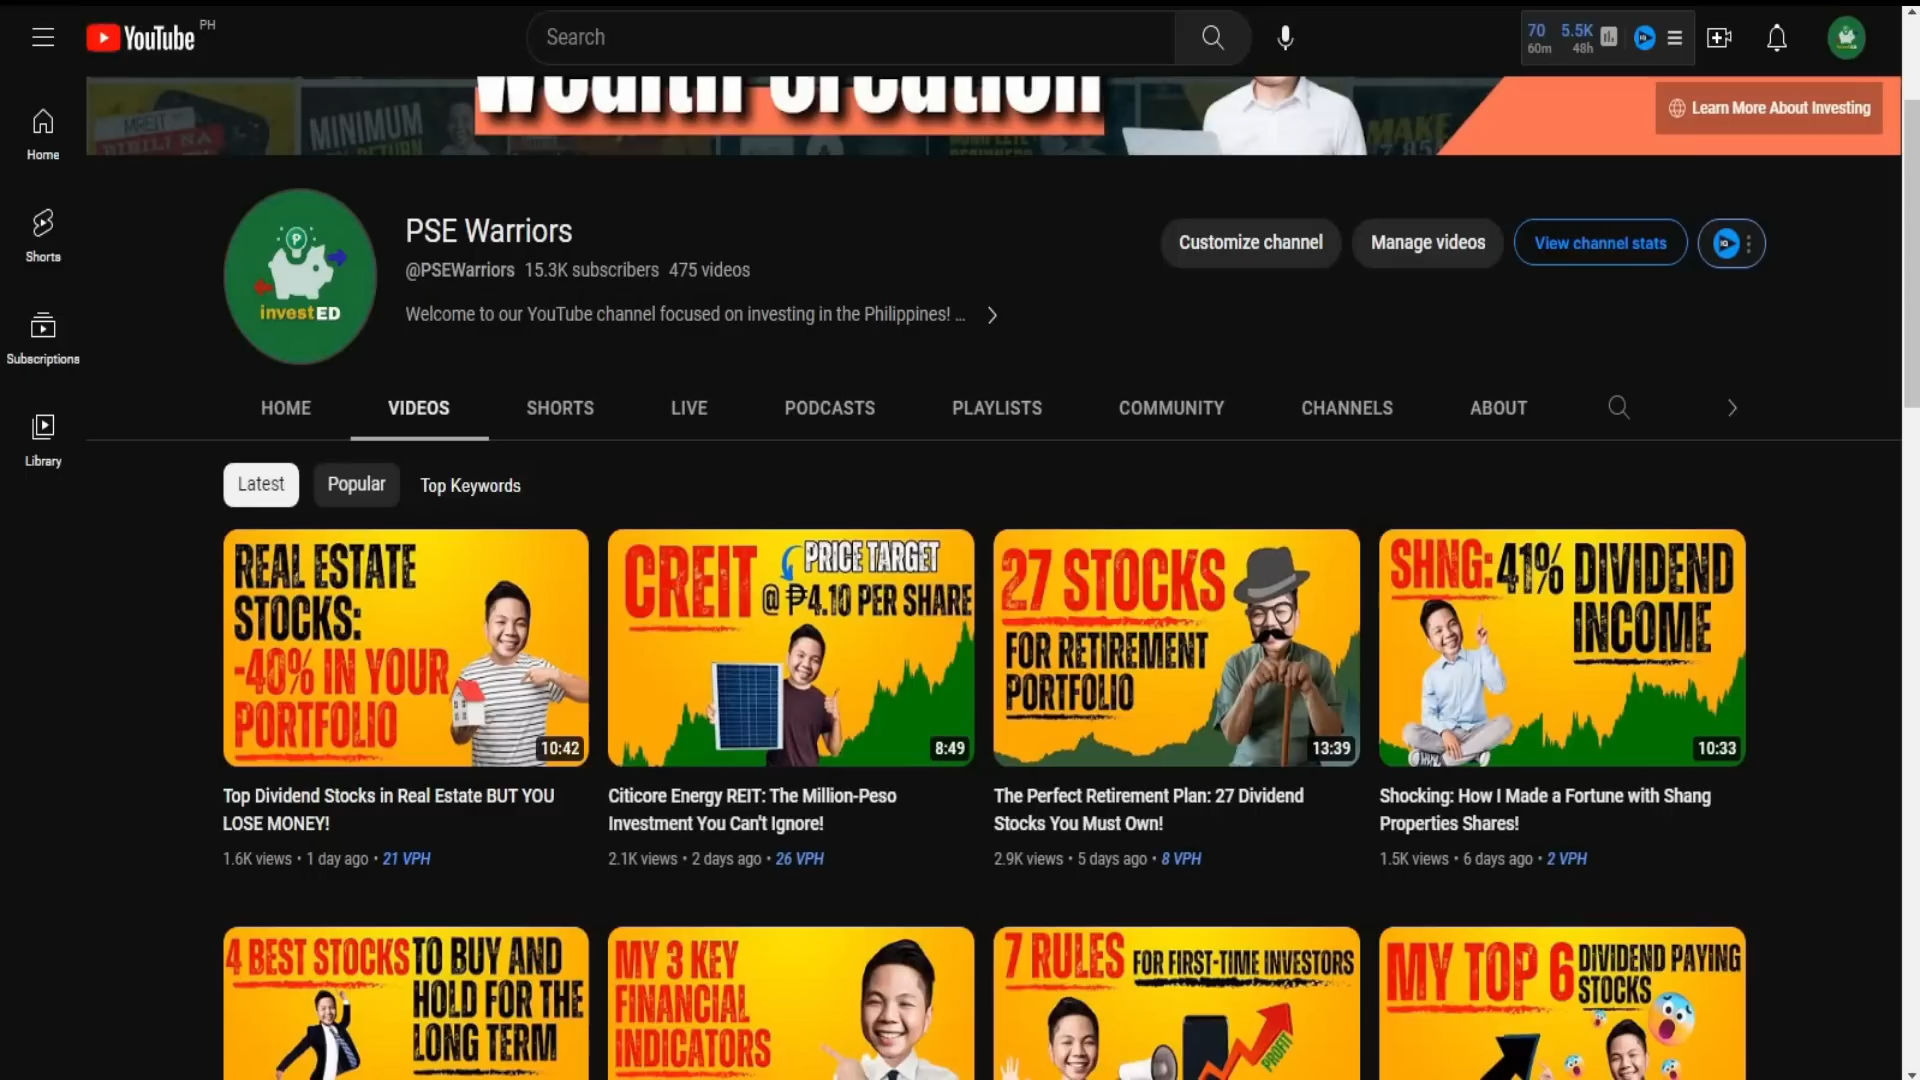 YouTube PH
Search
70 5.5K
60m 48h
Wealth Creation
MREIT
BIBILI NA
MINIMUM
MAKE
Learn More About Investing
Home
Shorts
Subscriptions
Library
investED
PSE Warriors
@PSEWarriors 15.3K subscribers 475 videos
Welcome to our YouTube channel focused on investing in the Philippines! ...
Customize channel
Manage videos
View channel stats
HOME VIDEOS SHORTS LIVE PODCASTS PLAYLISTS COMMUNITY CHANNELS ABOUT
Latest Popular Top Keywords
REAL ESTATE
STOCKS:
-40% IN YOUR
PORTFOLIO
10:42
Top Dividend Stocks in Real Estate BUT YOU
LOSE MONEY!
1.6K views • 1 day ago • 21 VPH
CREIT PRICE TARGET
@ ₱4.10 PER SHARE
8:49
Citicore Energy REIT: The Million-Peso
Investment You Can't Ignore!
2.1K views • 2 days ago • 26 VPH
27 STOCKS
FOR RETIREMENT
PORTFOLIO
13:39
The Perfect Retirement Plan: 27 Dividend
Stocks You Must Own!
2.9K views • 5 days ago • 8 VPH
SHNG: 41% DIVIDEND
INCOME
10:33
Shocking: How I Made a Fortune with Shang
Properties Shares!
1.5K views • 6 days ago • 2 VPH
4 BEST STOCKS TO BUY AND
HOLD FOR THE
LONG TERM
MY 3 KEY
FINANCIAL
INDICATORS
7 RULES FOR FIRST-TIME INVESTORS
PROFIT
MY TOP 6 DIVIDEND PAYING
STOCKS